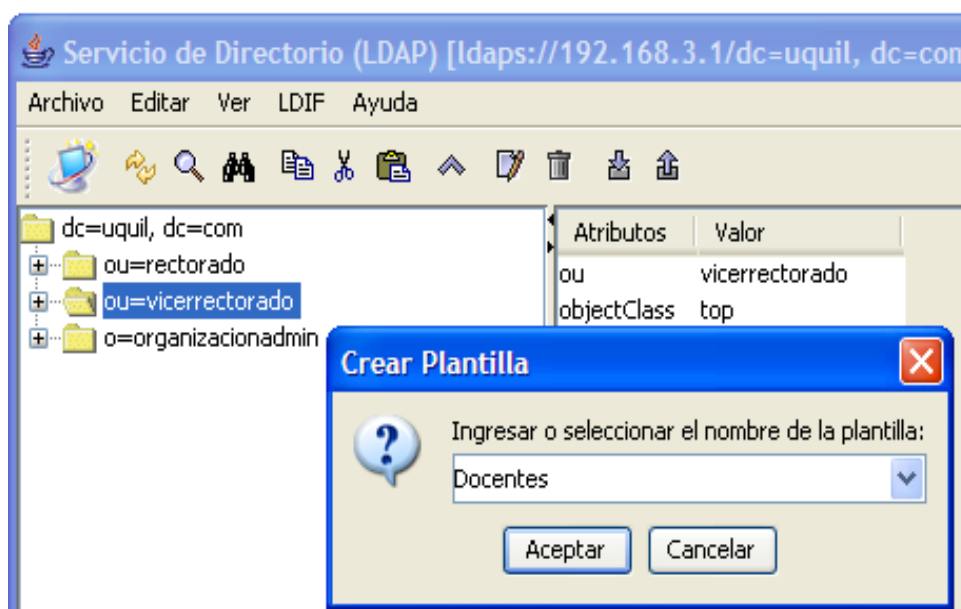 Servicio de Directorio (LDAP) [ldaps://192.168.3.1/dc=uquil, dc=com
Archivo Editar Ver LDIF Ayuda
dc=uquil, dc=com
ou=rectorado
ou=vicerrectorado
o=organizacionadmin
Atributos Valor
ou vicerrectorado
objectClass top
Crear Plantilla
Ingresar o seleccionar el nombre de la plantilla:
Docentes
Aceptar Cancelar